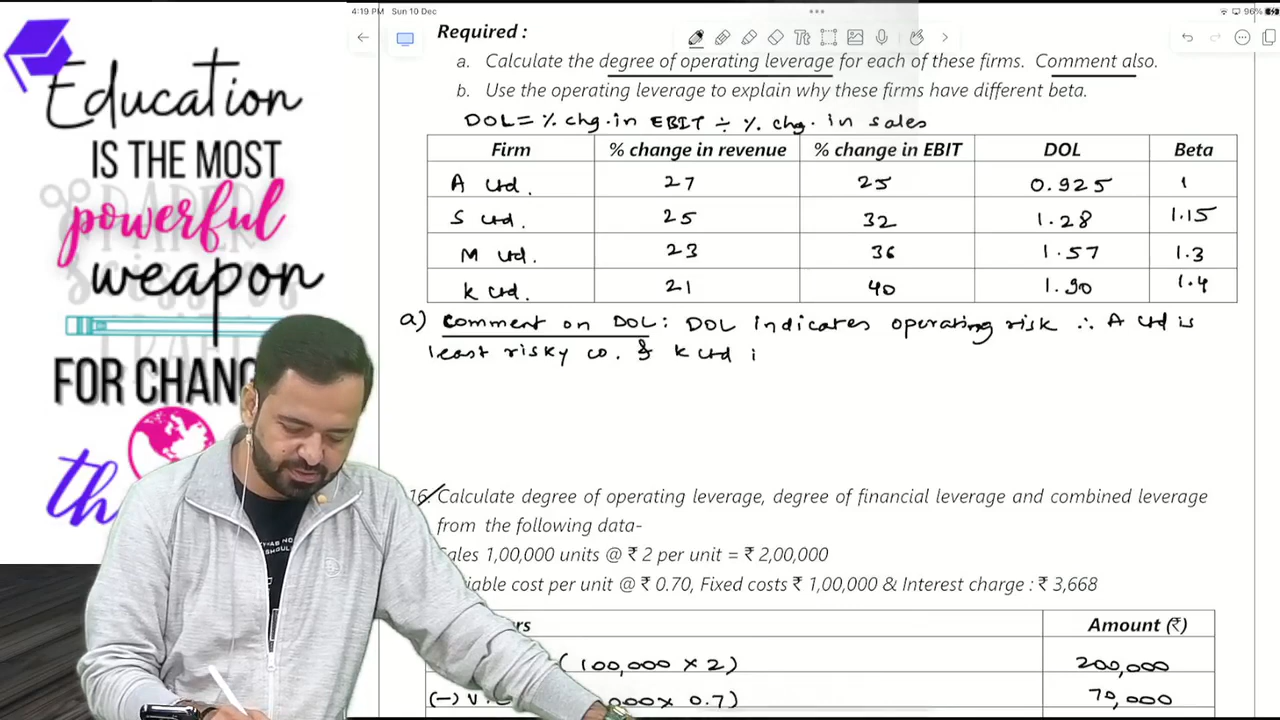 4:19 PM Sun 10 Dec
96%
Education
IS THE MOST
powerful
weapon
FOR CHANG
th
Required :
a. Calculate the degree of operating leverage for each of these firms. Comment also.
b. Use the operating leverage to explain why these firms have different beta.
DOL = % chg. in EBIT ÷ % chg. in sales
Firm % change in revenue % change in EBIT DOL Beta
A Ltd. 27 25 0.925 1
S Ltd. 25 32 1.28 1.15
M Ltd. 23 36 1.57 1.3
K Ltd. 21 40 1.90 1.4
a) Comment on DOL: DOL indicates operating risk ∴ A Ltd is
least risky co. & K Ltd i
16. Calculate degree of operating leverage, degree of financial leverage and combined leverage
from the following data-
ales 1,00,000 units @ ₹ 2 per unit = ₹ 2,00,000
iable cost per unit @ ₹ 0.70, Fixed costs ₹ 1,00,000 & Interest charge : ₹ 3,668
rs Amount (₹)
(100,000 × 2) 200,000
(-) V. 000 × 0.7) 70,000